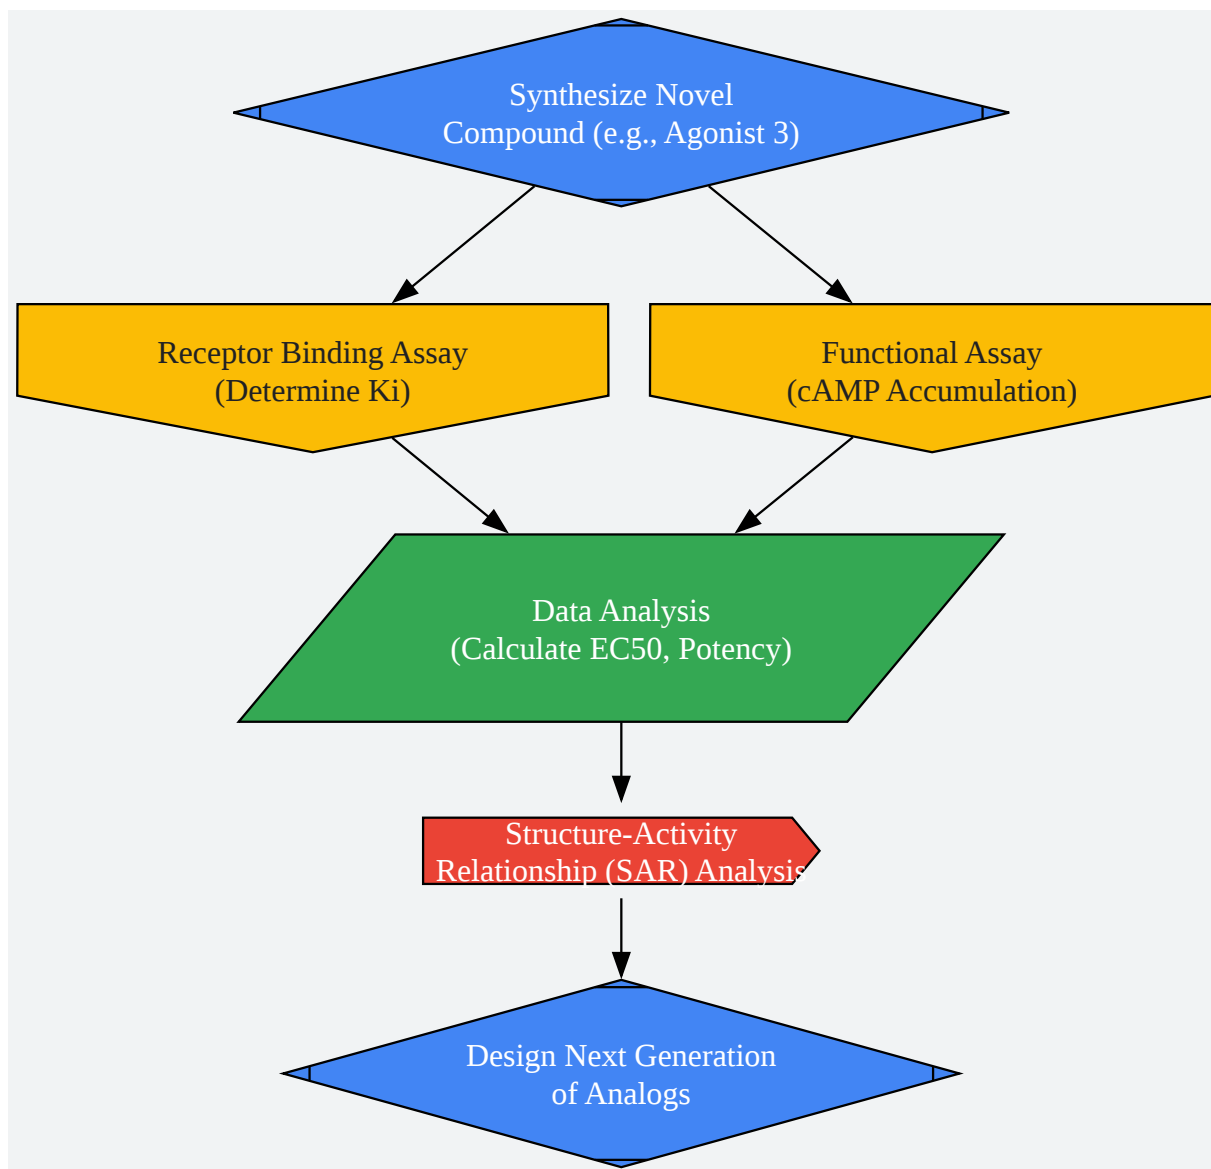 Synthesize Novel
Compound (e.g., Agonist 3)
Receptor Binding Assay
(Determine Ki)
Functional Assay
(cAMP Accumulation)
Data Analysis
(Calculate EC50, Potency)
Structure-Activity
Relationship (SAR) Analysis
Design Next Generation
of Analogs